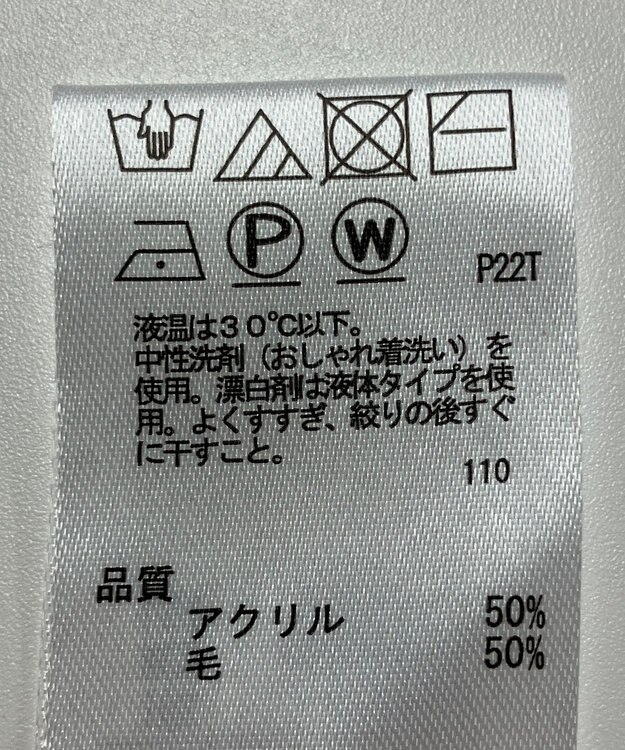 P
W
P22T
液温は３０℃以下。
中性洗剤（おしゃれ着洗い）を
使用。漂白剤は液体タイプを使
用。よくすすぎ、絞りの後すぐ
に干すこと。
110
品質
アクリル 50%
毛 50%